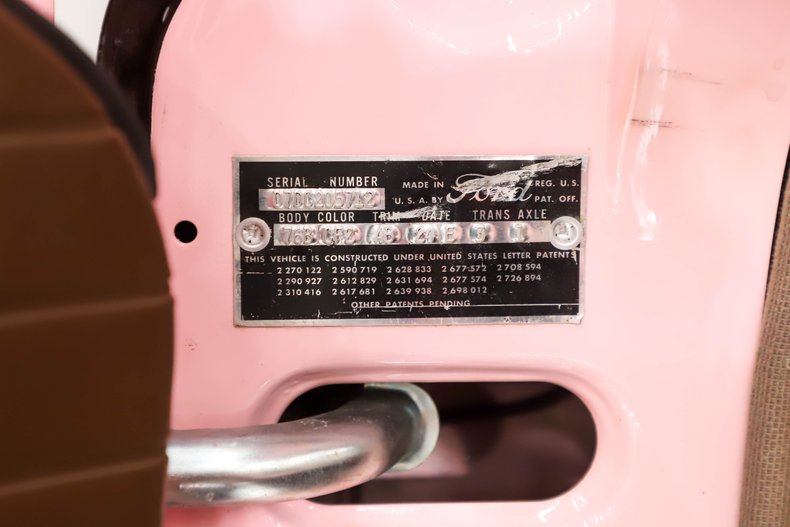 SERIAL NUMBER MADE IN Ford REG. U. S.
D7DG205742 U. S. A. BY PAT. OFF.
BODY COLOR TRIM DATE TRANS AXLE
76B
THIS VEHICLE IS CONSTRUCTED UNDER UNITED STATES LETTER PATENTS
2 270 122 2 590 719 2 628 833 2 677 572 2 708 594
2 290 927 2 612 829 2 631 694 2 677 574 2 726 894
2 310 416 2 617 681 2 639 938 2 698 012
OTHER PATENTS PENDING